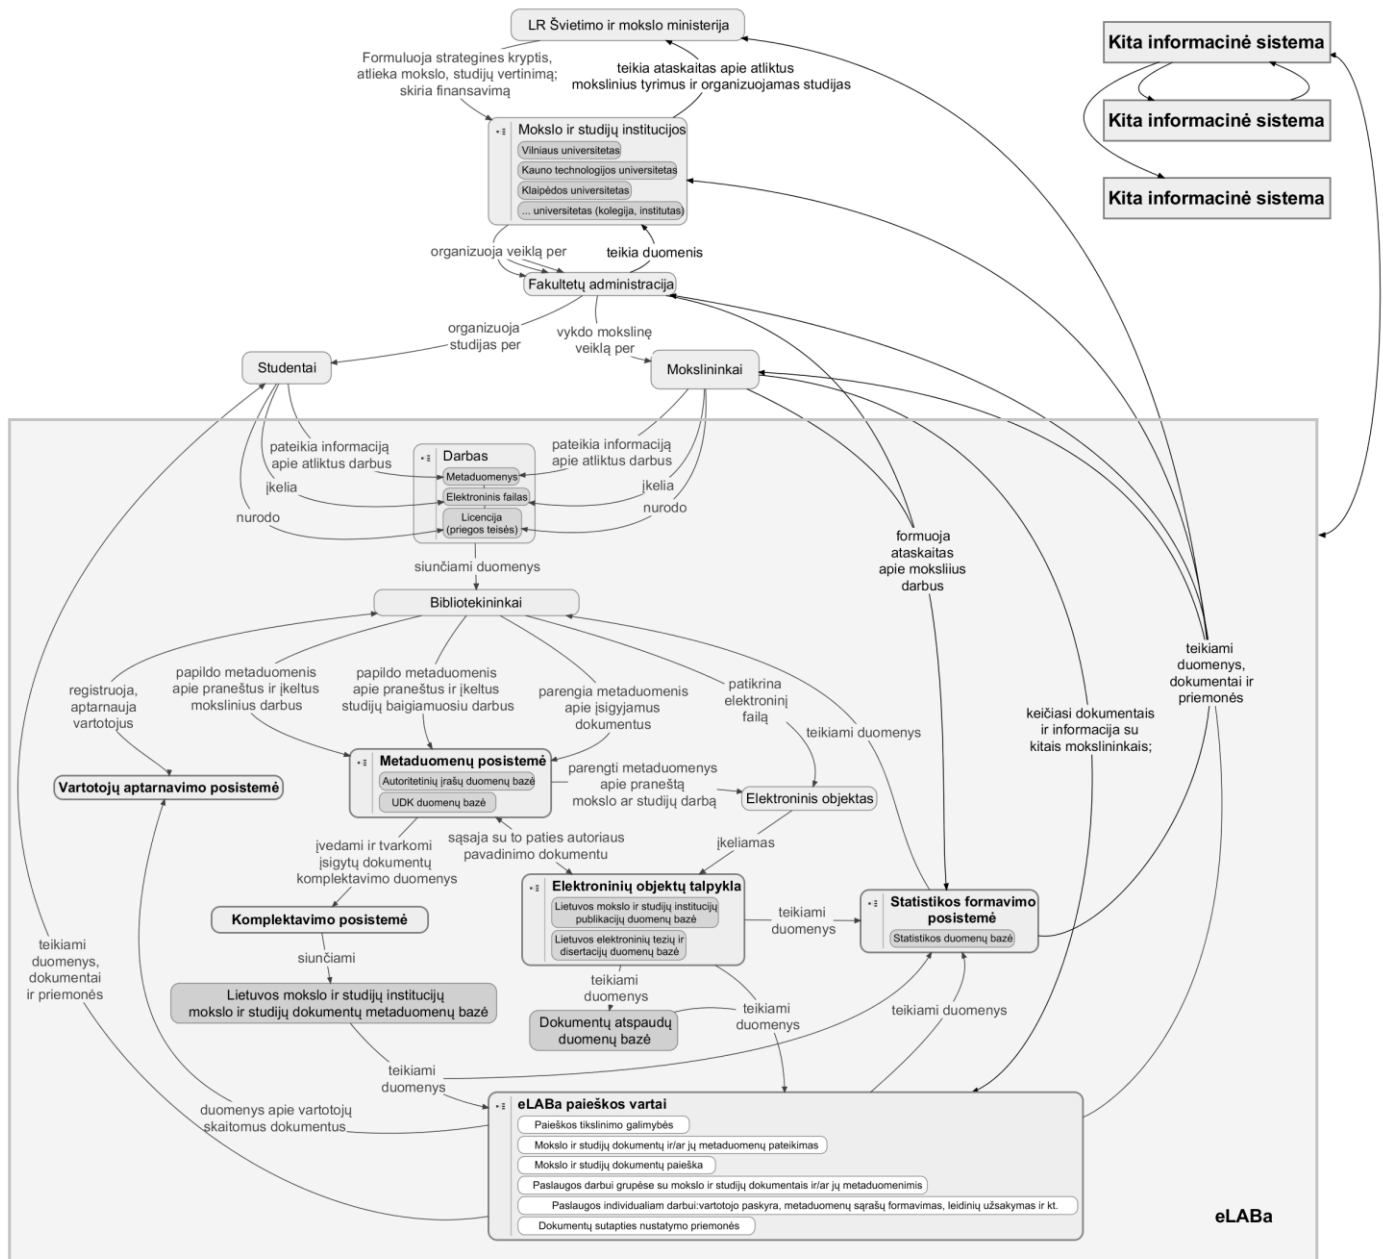 LR Švietimo ir mokslo ministerija
Formuluoja strategines kryptis,
atlieka mokslo, studijų vertinimą;
skiria finansavimą
teikia ataskaitas apie atliktus
mokslinius tyrimus ir organizuojamas studijas
Kita informacinė sistema
Kita informacinė sistema
Kita informacinė sistema
Mokslo ir studijų institucijos
Vilniaus universitetas
Kauno technologijos universitetas
Klaipėdos universitetas
... universitetas (kolegija, institutas)
organizuoja veiklą per
teikia duomenis
Fakultetų administracija
organizuoja
studijas per
vykdo mokslinę
veiklą per
Studentai
Mokslininkai
pateikia informaciją
apie atliktus darbus
įkelia
nurodo
Darbas
Metaduomenys
Elektroninis failas
Licencija
(priegos teisės)
pateikia informaciją
apie atliktus darbus
įkelia
nurodo
siunčiami duomenys
formuoja
ataskaitas
apie moksliius
darbus
Bibliotekininkai
registruoja,
aptarnauja
vartotojus
papildo metaduomenis
apie praneštus ir įkeltus
mokslinius darbus
papildo metaduomenis
apie praneštus ir įkeltus
studijų baigiamuosiu darbus
parengia metaduomenis
apie įsigyjamus
dokumentus
patikrina
elektroninį
failą
teikiami duomenys
keičiasi dokumentais
ir informacija su
kitais mokslininkais;
teikiami
duomenys,
dokumentai ir
priemonės
Vartotojų aptarnavimo posistemė
Metaduomenų posistemė
Autoritetinių įrašų duomenų bazė
UDK duomenų bazė
parengti metaduomenys
apie praneštą
mokslo ar studijų darbą
Elektroninis objektas
įvedami ir tvarkomi
įsigytų dokumentų
komplektavimo duomenys
sąsaja su to paties autoriaus
pavadinimo dokumentu
įkeliamas
Komplektavimo posistemė
Elektroninių objektų talpykla
Lietuvos mokslo ir studijų institucijų
publikacijų duomenų bazė
Lietuvos elektroninių tezių ir
disertacijų duomenų bazė
teikiami
duomenys
Statistikos formavimo
posistemė
Statistikos duomenų bazė
teikiami
duomenys,
dokumentai
ir priemonės
siunčiami
Lietuvos mokslo ir studijų institucijų
mokslo ir studijų dokumentų metaduomenų bazė
teikiami
duomenys
Dokumentų atspaudų
duomenų bazė
teikiami
duomenys
teikiami duomenys
teikiami
duomenys
duomenys apie vartotojų
skaitomus dokumentus
eLABa paieškos vartai
Paieškos tikslinimo galimybės
Mokslo ir studijų dokumentų ir/ar jų metaduomenų pateikimas
Mokslo ir studijų dokumentų paieška
Paslaugos darbui grupėse su mokslo ir studijų dokumentais ir/ar jų metaduomenimis
Paslaugos individualiam darbui:vartotojo paskyra, metaduomenų sąrašų formavimas, leidinių užsakymas ir kt.
Dokumentų sutapties nustatymo priemonės
eLABa